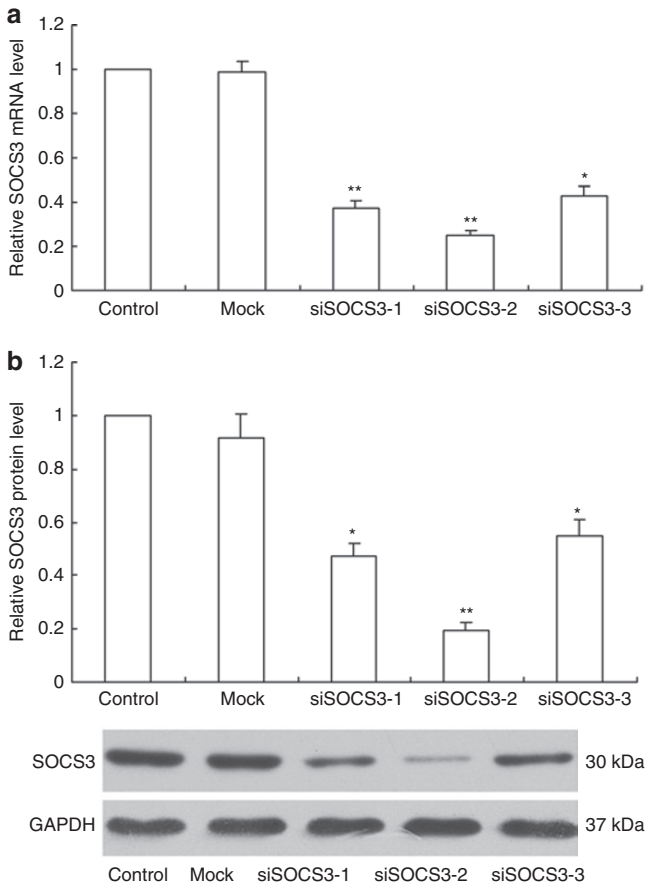 a
Relative SOCS3 mRNA level
1.2
1
0.8
0.6
0.4
0.2
0
**
**
*
Control Mock siSOCS3-1 siSOCS3-2 siSOCS3-3
b
Relative SOCS3 protein level
1.2
1
0.8
0.6
0.4
0.2
0
*
**
*
Control Mock siSOCS3-1 siSOCS3-2 siSOCS3-3
SOCS3 30 kDa
GAPDH 37 kDa
Control Mock siSOCS3-1 siSOCS3-2 siSOCS3-3